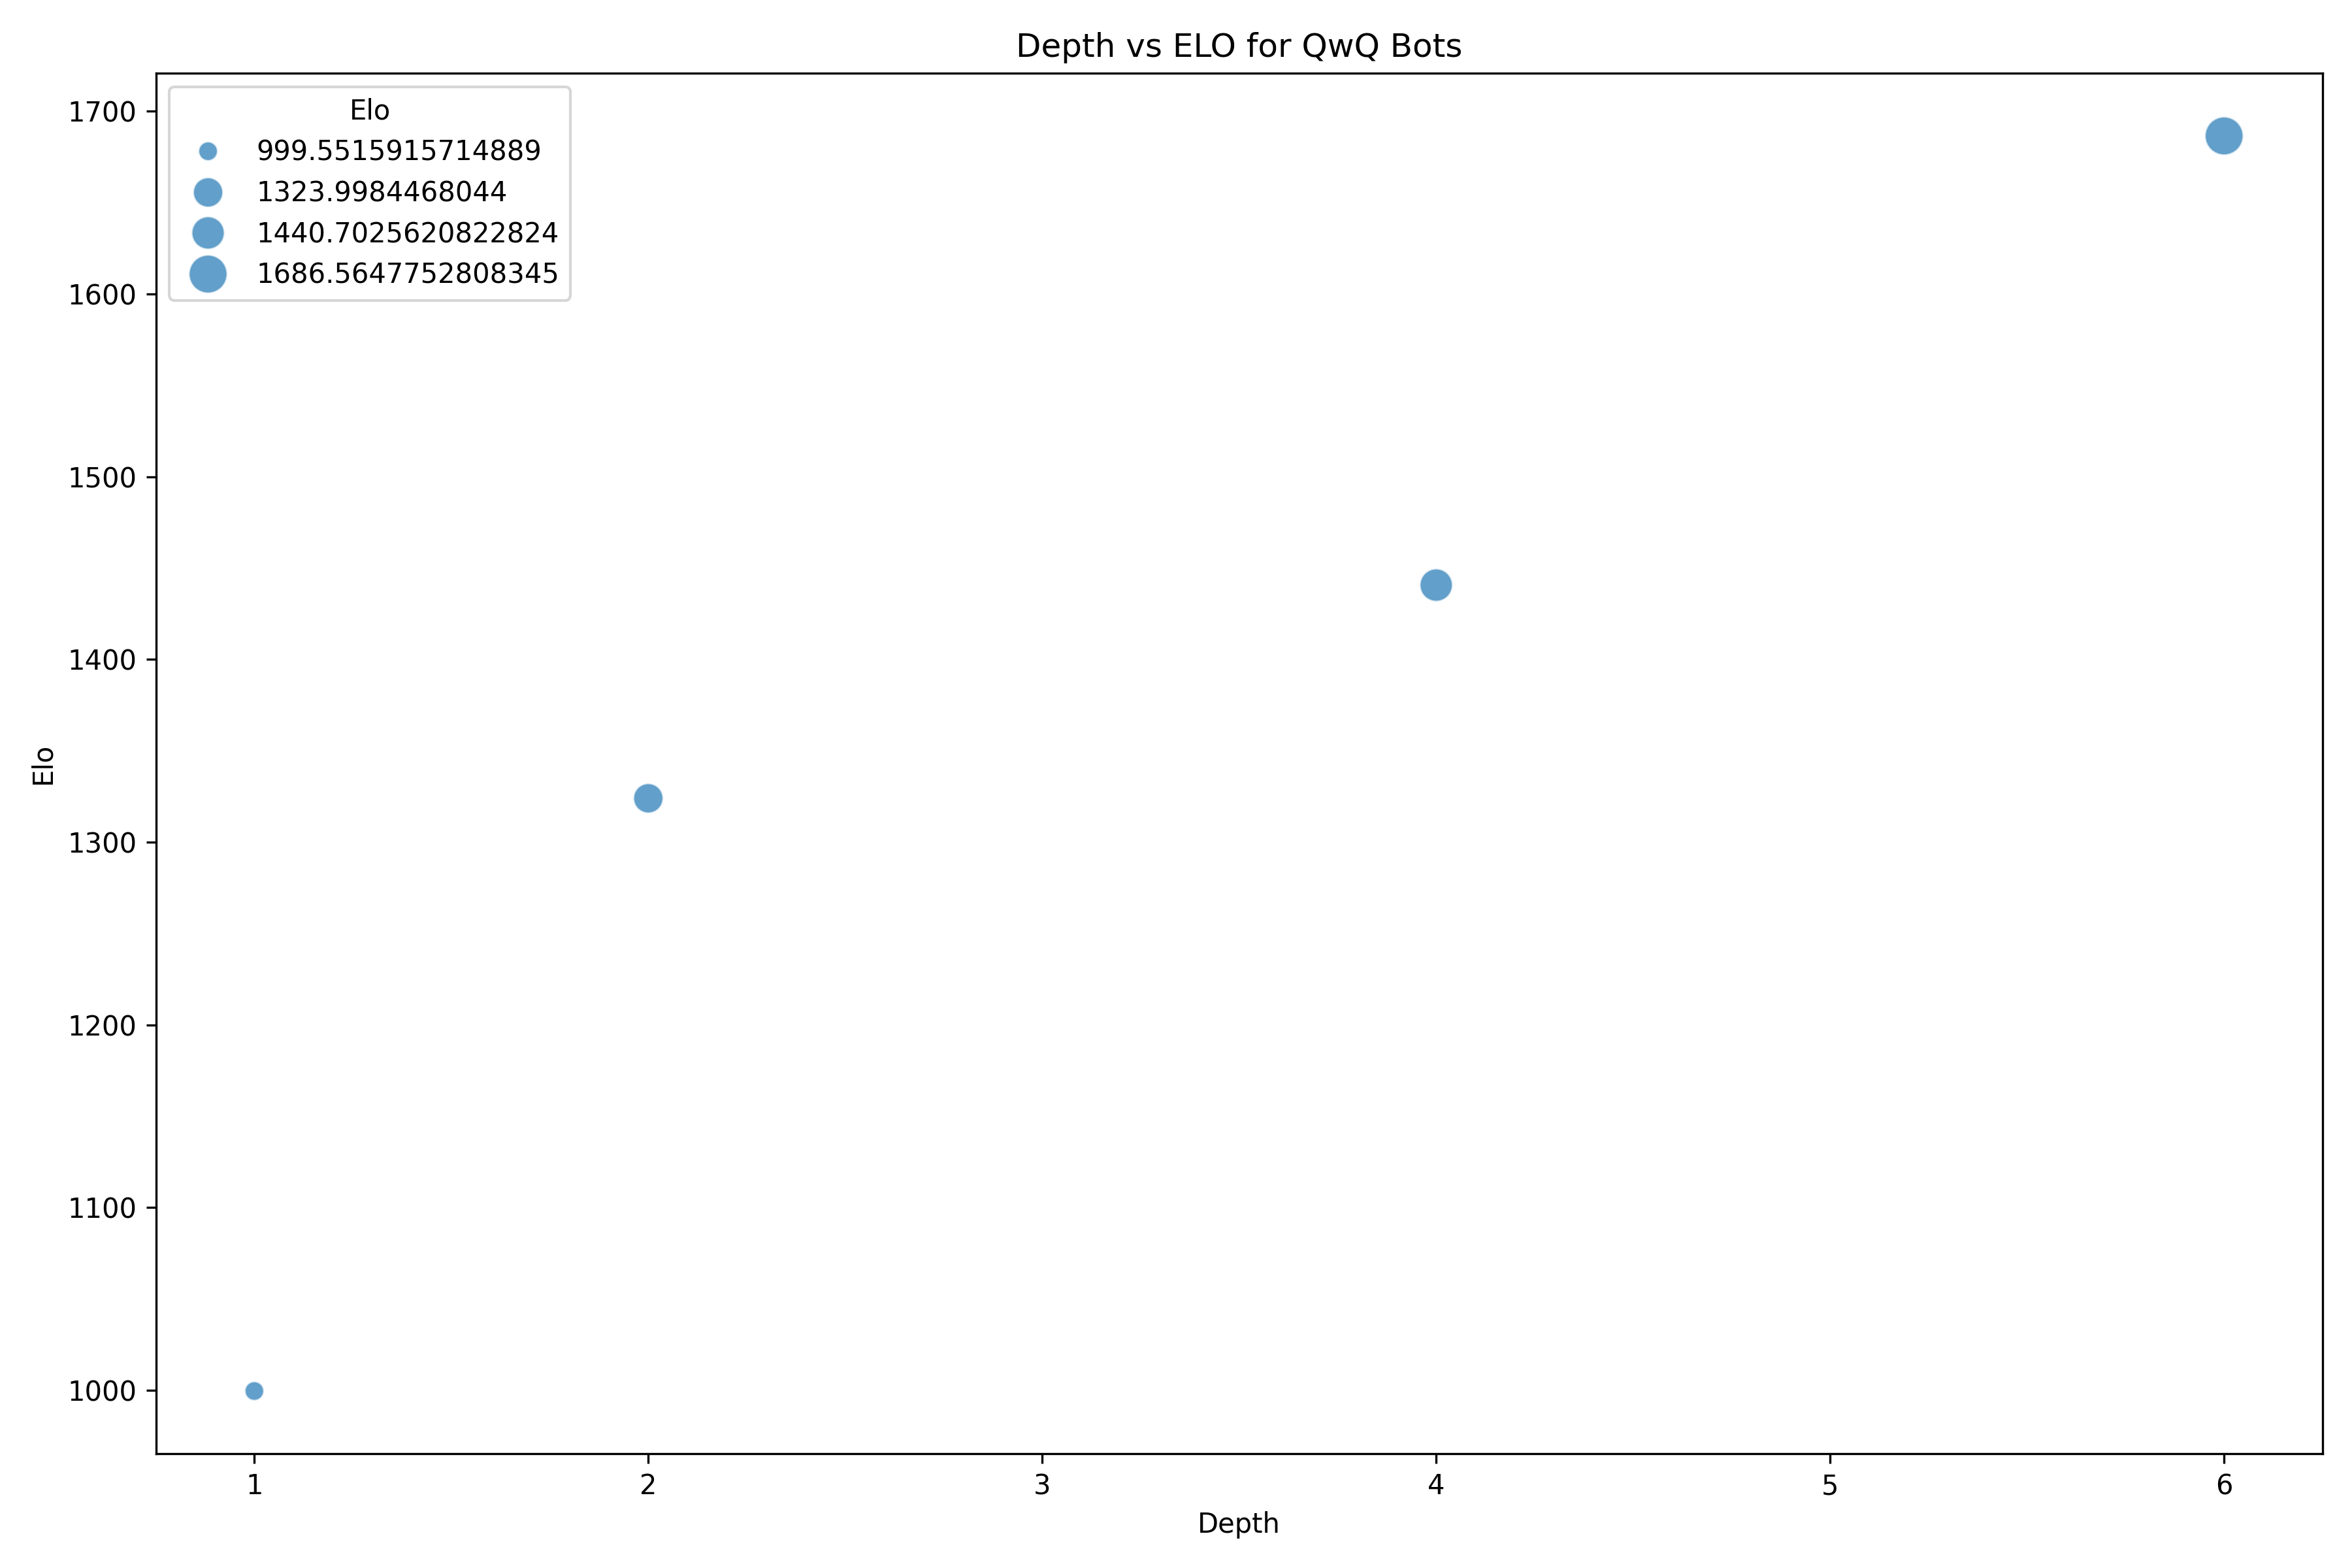 Depth vs ELO for QwQ Bots
Elo
999.5515915714889
1323.9984468044
1440.7025620822824
1686.5647752808345
1700
1600
1500
1400
1300
1200
1100
1000
Elo
1 2 3 4 5 6
Depth